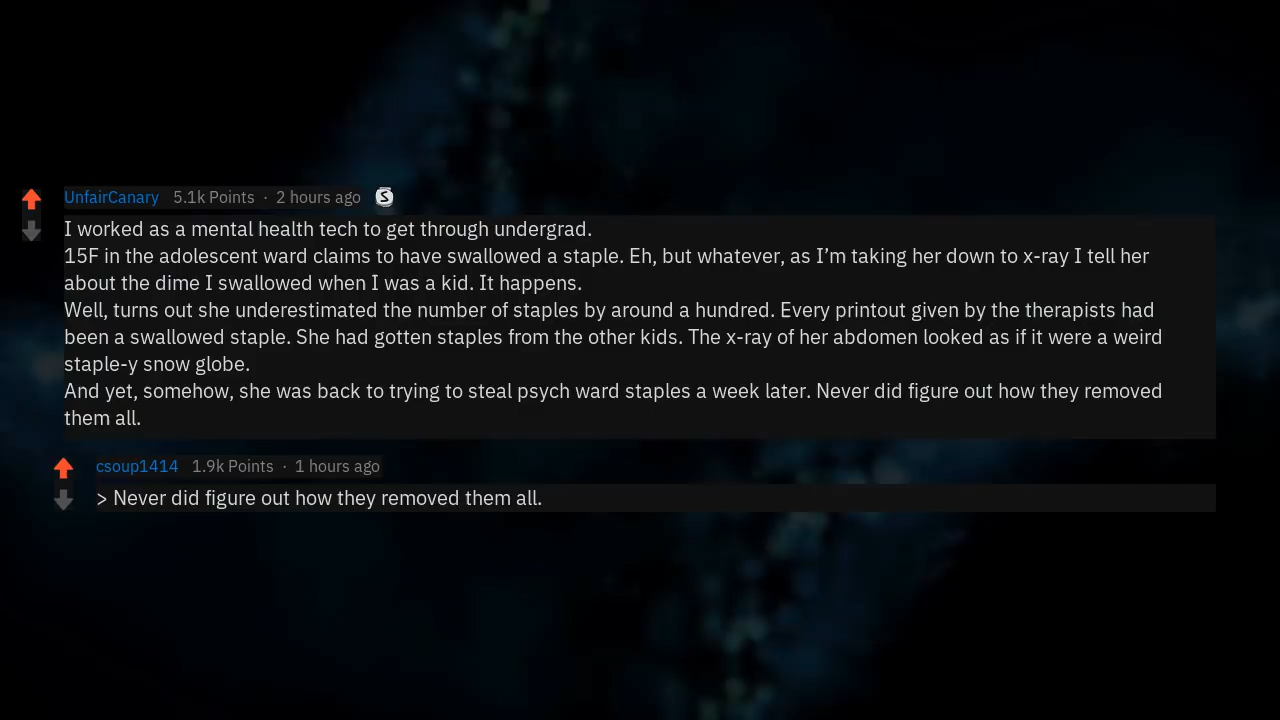 UnfairCanary 5.1k Points · 2 hours ago S
I worked as a mental health tech to get through undergrad.
15F in the adolescent ward claims to have swallowed a staple. Eh, but whatever, as I’m taking her down to x-ray I tell her
about the dime I swallowed when I was a kid. It happens.
Well, turns out she underestimated the number of staples by around a hundred. Every printout given by the therapists had
been a swallowed staple. She had gotten staples from the other kids. The x-ray of her abdomen looked as if it were a weird
staple-y snow globe.
And yet, somehow, she was back to trying to steal psych ward staples a week later. Never did figure out how they removed
them all.
csoup1414 1.9k Points · 1 hours ago
> Never did figure out how they removed them all.